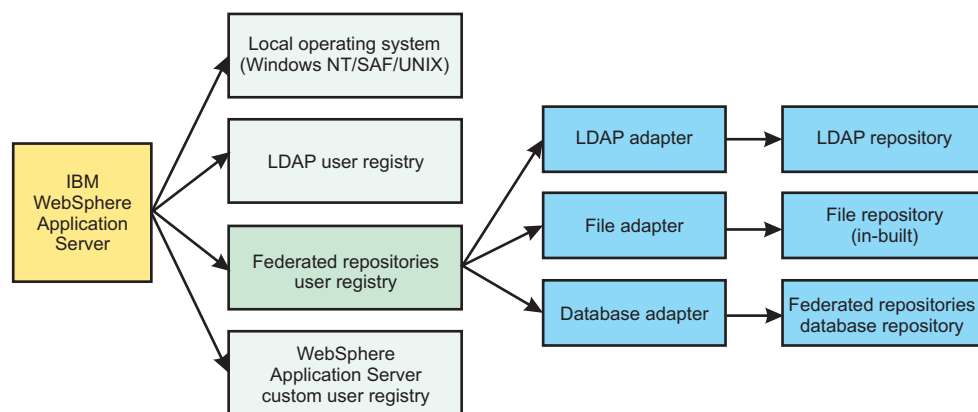 IBM
WebSphere
Application
Server
Local operating system
(Windows NT/SAF/UNIX)
LDAP user registry
Federated repositories
user registry
WebSphere
Application Server
custom user registry
LDAP adapter
File adapter
Database adapter
LDAP repository
File repository
(in-built)
Federated repositories
database repository